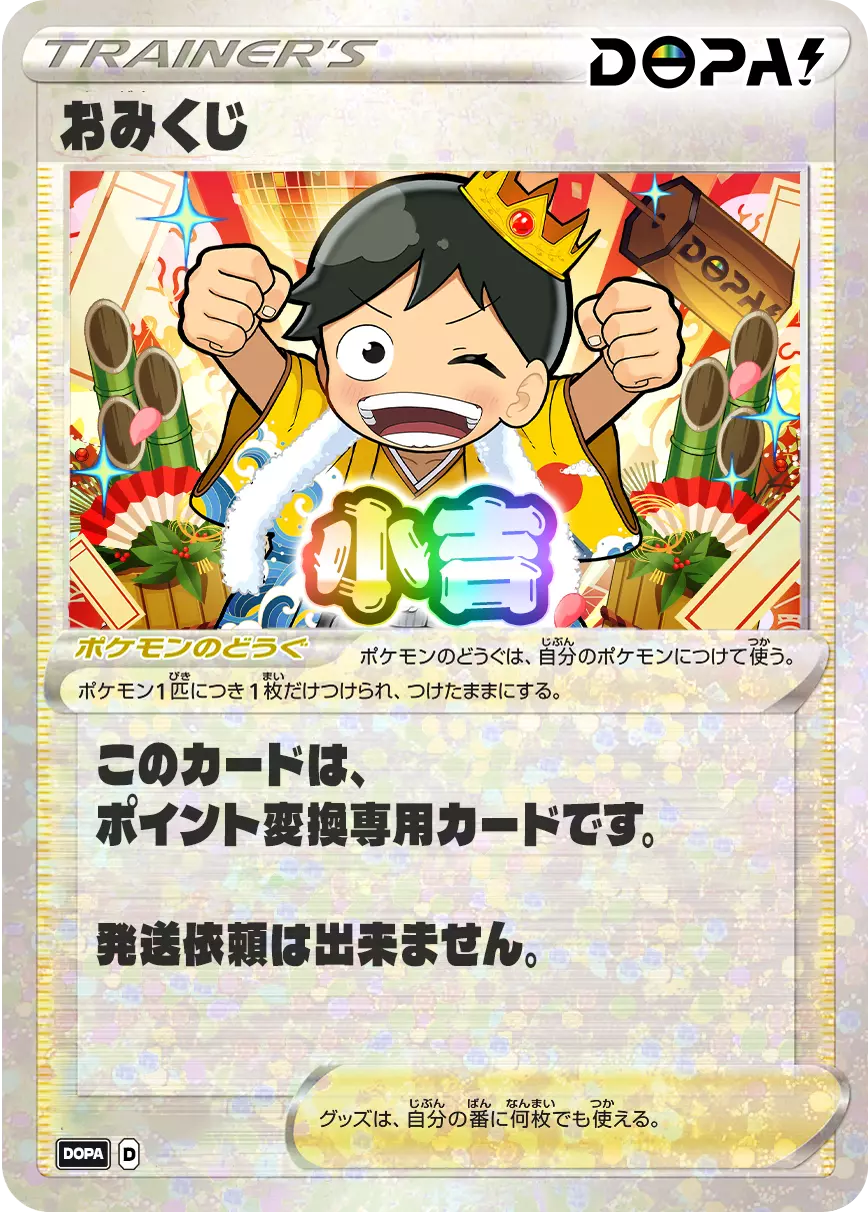 TRAINER'S
DOPA!
おみくじ
DOPA!
小吉
ポケモンのどうぐ
ポケモンのどうぐは、自分のポケモンにつけて使う。
ポケモン1匹につき1枚だけつけられ、つけたままにする。
このカードは、
ポイント変換専用カードです。
発送依頼は出来ません。
グッズは、自分の番に何枚でも使える。
DOPA D